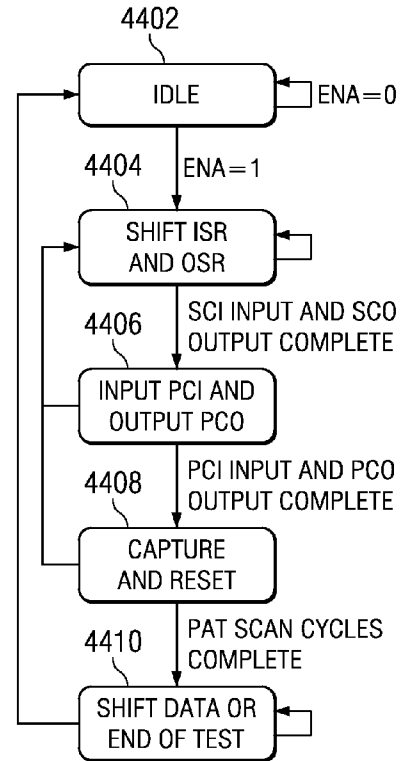 4402
IDLE
ENA=0
ENA=1
4404
SHIFT ISR
AND OSR
SCI INPUT AND SCO
OUTPUT COMPLETE
4406
INPUT PCI AND
OUTPUT PCO
PCI INPUT AND PCO
OUTPUT COMPLETE
4408
CAPTURE
AND RESET
PAT SCAN CYCLES
COMPLETE
4410
SHIFT DATA OR
END OF TEST